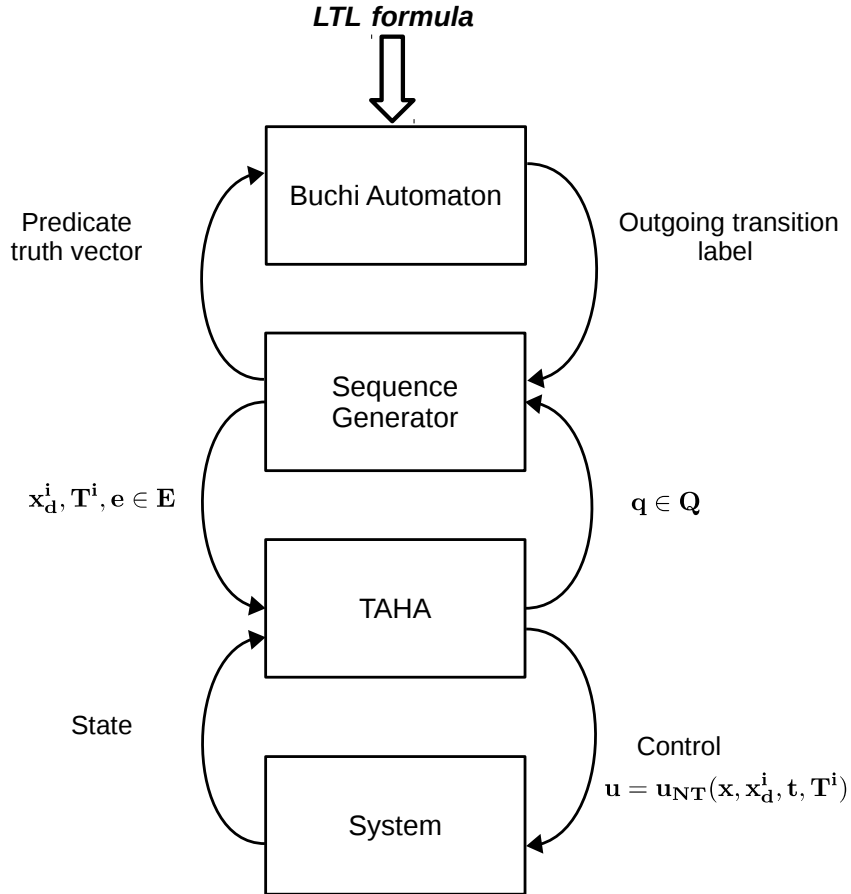 LTL formula
Buchi Automaton
Predicate
truth vector
Outgoing transition
label
Sequence
Generator
x_d^i, T^i, e ∈ E
q ∈ Q
TAHA
State
Control
u = u_NT(x, x_d^i, t, T^i)
System